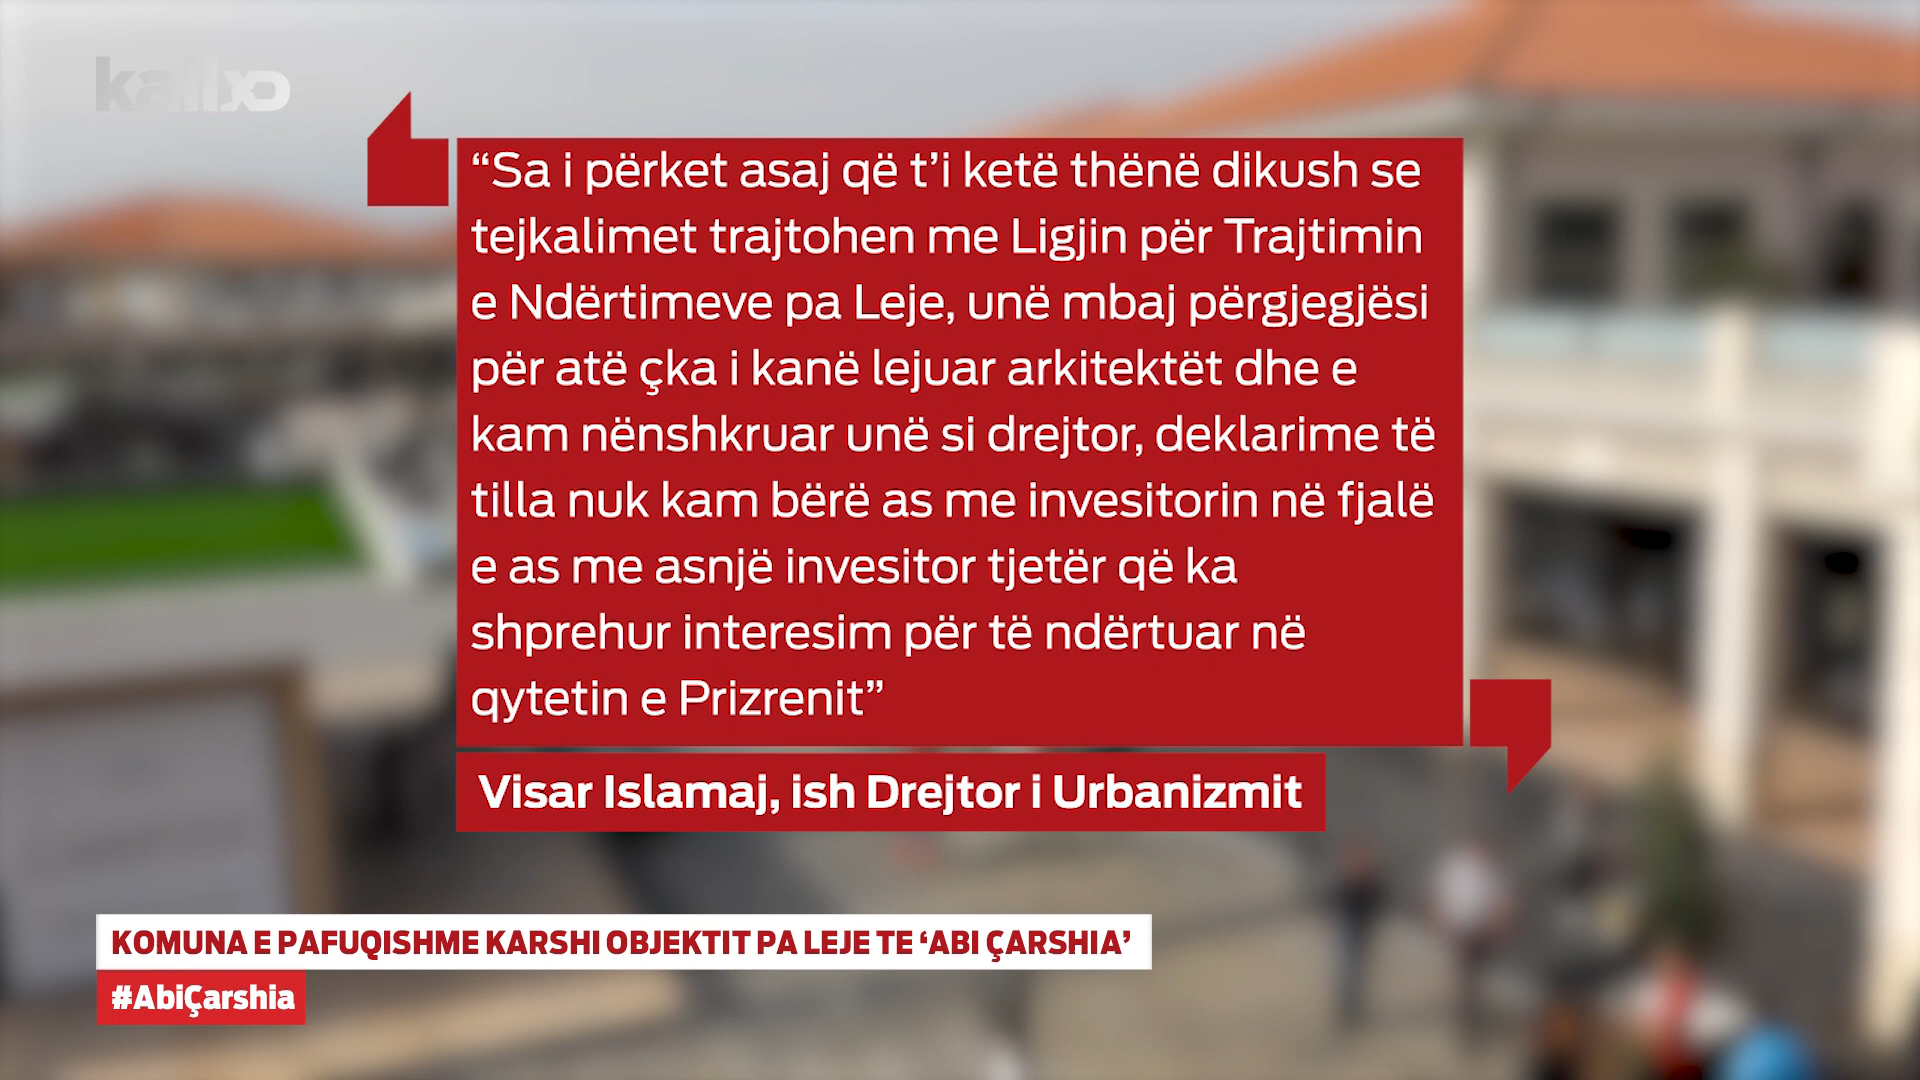 kallxo
“Sa i përket asaj që t’i ketë thënë dikush se
tejkalimet trajtohen me Ligjin për Trajtimin
e Ndërtimeve pa Leje, unë mbaj përgjegjësi
për atë çka i kanë lejuar arkitektët dhe e
kam nënshkruar unë si drejtor, deklarime të
tilla nuk kam bërë as me invesitorin në fjalë
e as me asnjë invesitor tjetër që ka
shprehur interesim për të ndërtuar në
qytetin e Prizrenit”
Visar Islamaj, ish Drejtor i Urbanizmit
KOMUNA E PAFUQISHME KARSHI OBJEKTIT PA LEJE TE ‘ABI ÇARSHIA’
#AbiÇarshia